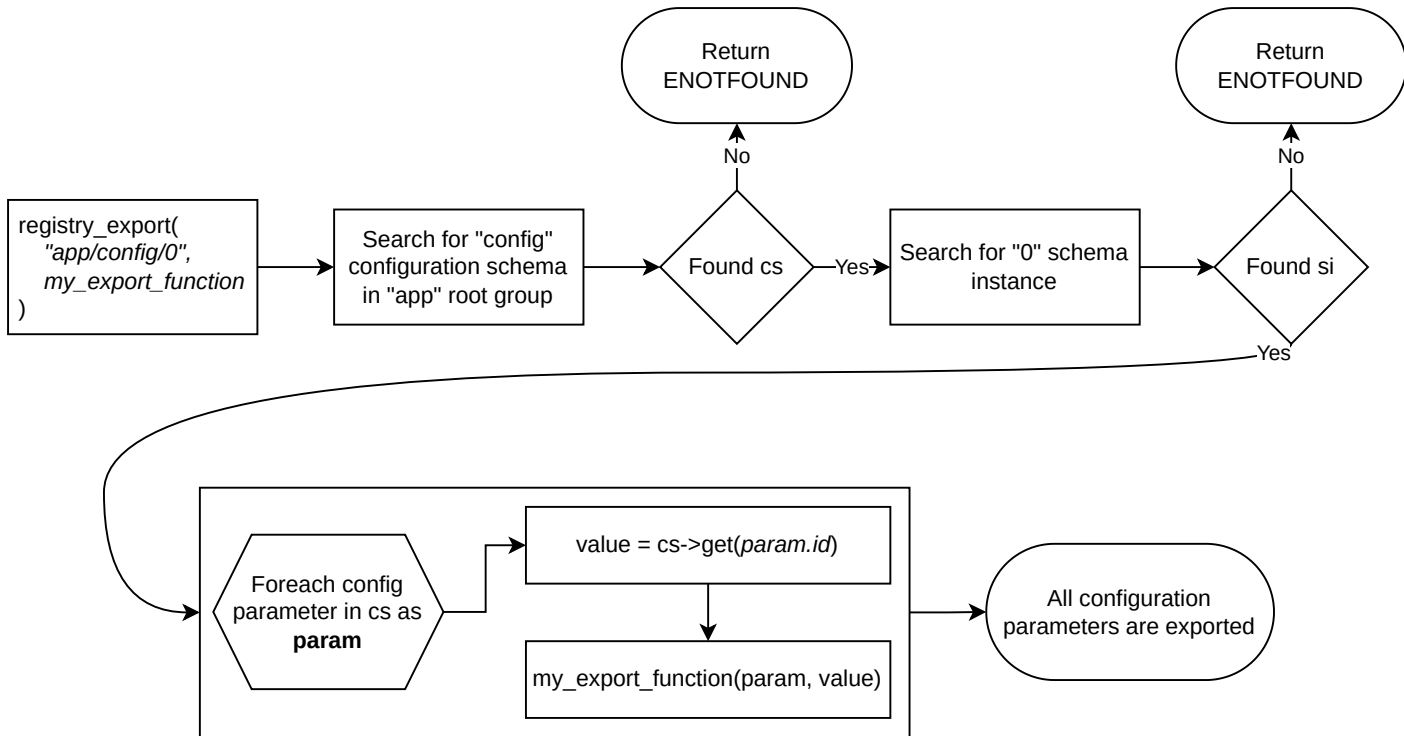 Return
ENOTFOUND
Return
ENOTFOUND
No
No
registry_export(
"app/config/0",
my_export_function
)
Search for "config"
configuration schema
in "app" root group
Found cs
Yes
Search for "0" schema
instance
Found si
Yes
Foreach config
parameter in cs as
param
value = cs->get(param.id)
my_export_function(param, value)
All configuration
parameters are exported